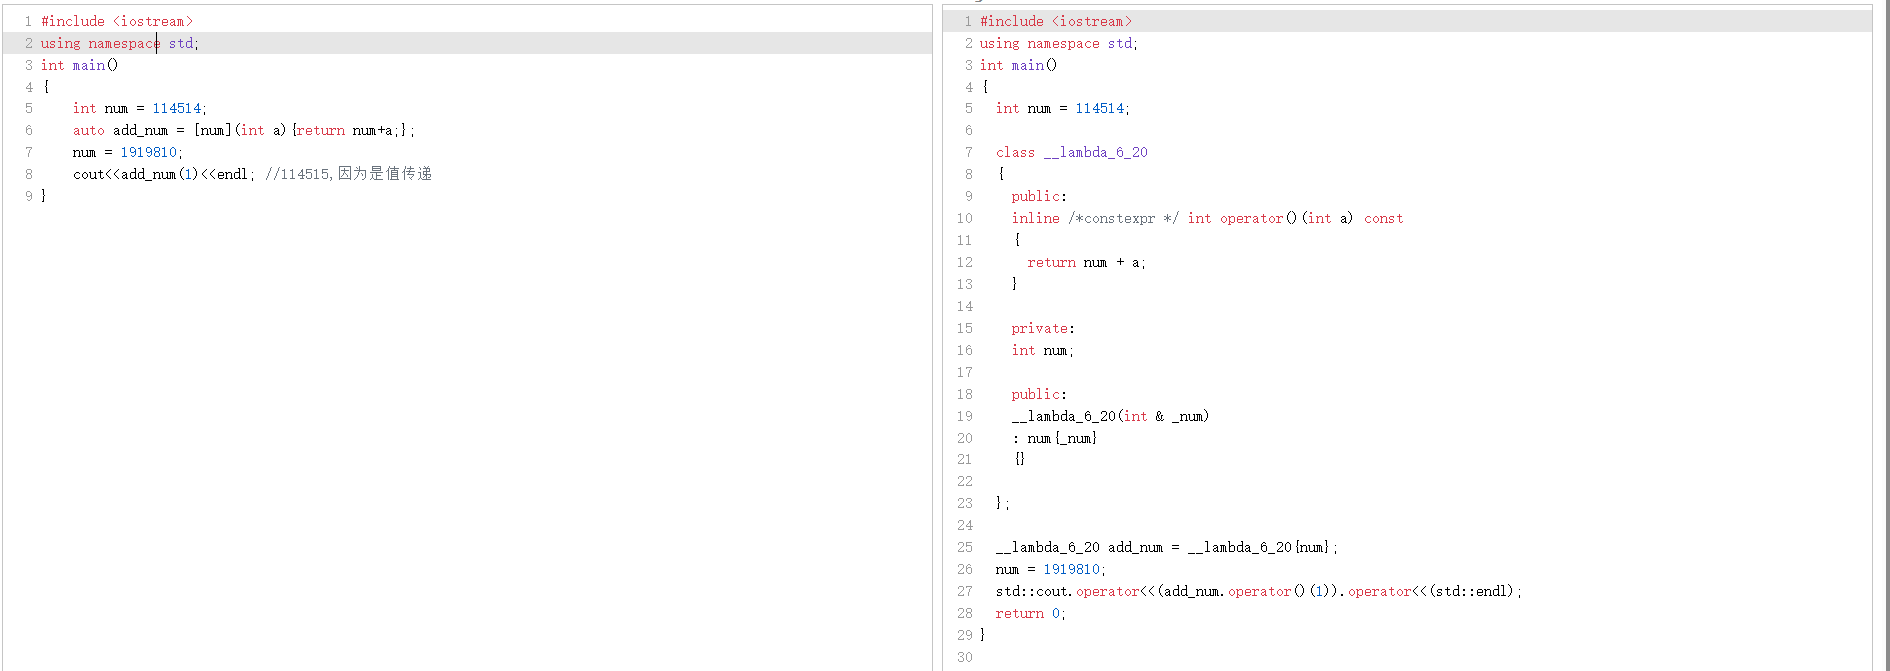 1 #include <iostream>
2 using namespace std;
3 int main()
4 {
5     int num = 114514;
6     auto add_num = [num](int a){return num+a;};
7     num = 1919810;
8     cout<<add_num(1)<<endl; //114515,因为是值传递
9 }
1 #include <iostream>
2 using namespace std;
3 int main()
4 {
5   int num = 114514;
6
7   class __lambda_6_20
8   {
9     public:
10     inline /*constexpr */ int operator()(int a) const
11     {
12       return num + a;
13     }
14
15     private:
16     int num;
17
18     public:
19     __lambda_6_20(int & _num)
20     : num{_num}
21     {}
22
23   };
24
25   __lambda_6_20 add_num = __lambda_6_20{num};
26   num = 1919810;
27   std::cout.operator<<(add_num.operator()(1)).operator<<(std::endl);
28   return 0;
29 }
30